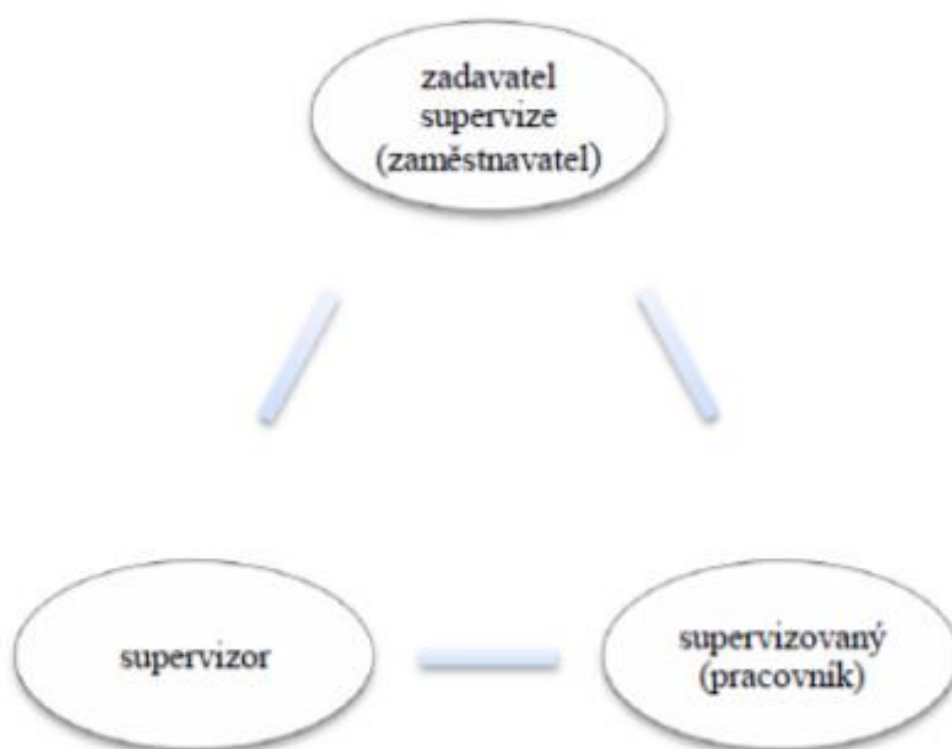 zadavatel
supervize
(zaměstnavatel)
supervizor
supervizovaný
(pracovník)